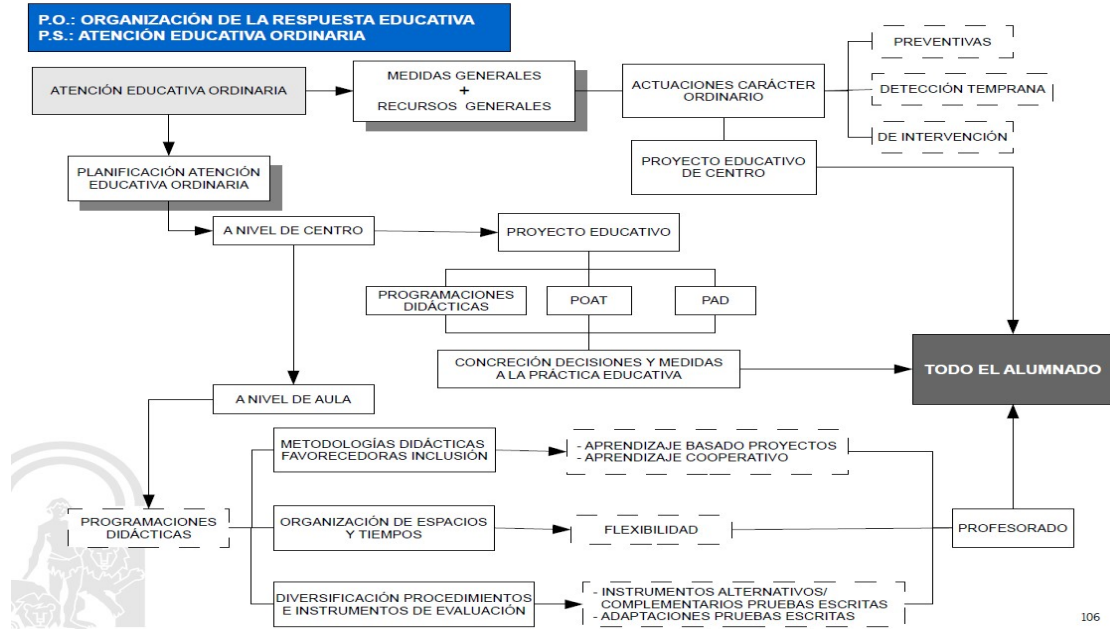 P.O.: ORGANIZACIÓN DE LA RESPUESTA EDUCATIVA
P.S.: ATENCIÓN EDUCATIVA ORDINARIA
ATENCIÓN EDUCATIVA ORDINARIA
MEDIDAS GENERALES
+
RECURSOS GENERALES
ACTUACIONES CARÁCTER
ORDINARIO
PREVENTIVAS
DETECCIÓN TEMPRANA
DE INTERVENCIÓN
PROYECTO EDUCATIVO
DE CENTRO
PLANIFICACIÓN ATENCIÓN
EDUCATIVA ORDINARIA
A NIVEL DE CENTRO
PROYECTO EDUCATIVO
PROGRAMACIONES
DIDÁCTICAS
POAT
PAD
CONCRECIÓN DECISIONES Y MEDIDAS
A LA PRÁCTICA EDUCATIVA
TODO EL ALUMNADO
A NIVEL DE AULA
METODOLOGÍAS DIDÁCTICAS
FAVORECEDORAS INCLUSIÓN
- APRENDIZAJE BASADO PROYECTOS
- APRENDIZAJE COOPERATIVO
PROGRAMACIONES
DIDÁCTICAS
ORGANIZACIÓN DE ESPACIOS
Y TIEMPOS
FLEXIBILIDAD
PROFESORADO
DIVERSIFICACIÓN PROCEDIMIENTOS
E INSTRUMENTOS DE EVALUACIÓN
- INSTRUMENTOS ALTERNATIVOS/
COMPLEMENTARIOS PRUEBAS ESCRITAS
- ADAPTACIONES PRUEBAS ESCRITAS
106